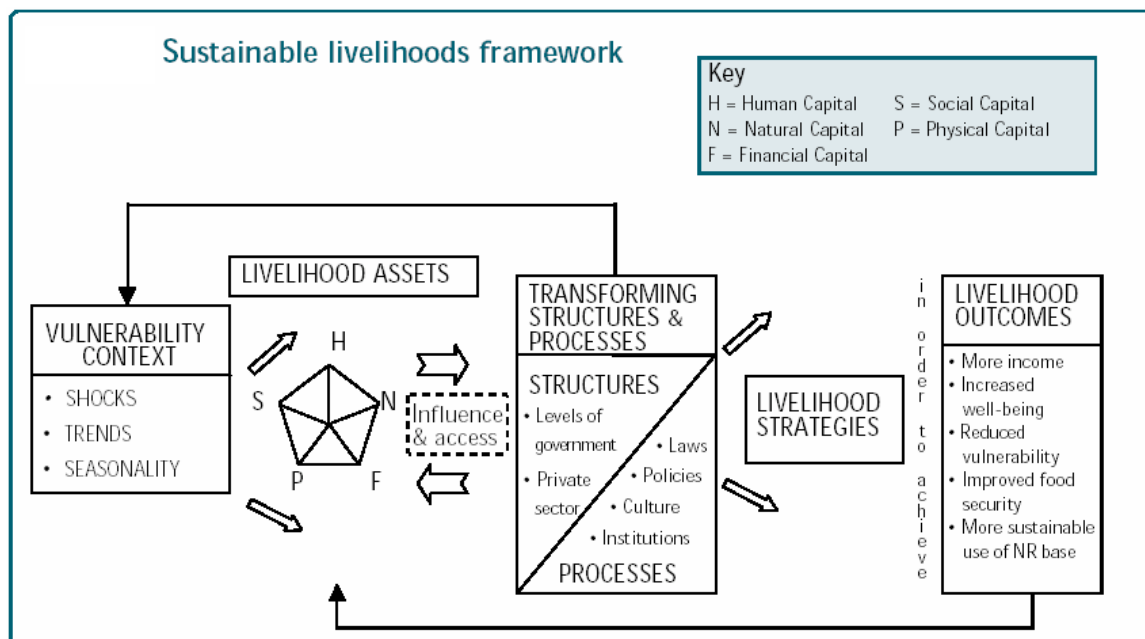 Sustainable livelihoods framework
Key
H = Human Capital
S = Social Capital
N = Natural Capital
P = Physical Capital
F = Financial Capital
LIVELIHOOD ASSETS
VULNERABILITY
CONTEXT
• SHOCKS
• TRENDS
• SEASONALITY
H
S
N
P
F
Influence
& access
TRANSFORMING
STRUCTURES &
PROCESSES
STRUCTURES
• Levels of
government
• Private
sector
• Laws
• Policies
• Culture
• Institutions
PROCESSES
LIVELIHOOD
STRATEGIES
in order to achieve
LIVELIHOOD
OUTCOMES
• More income
• Increased
well-being
• Reduced
vulnerability
• Improved food
security
• More sustainable
use of NR base